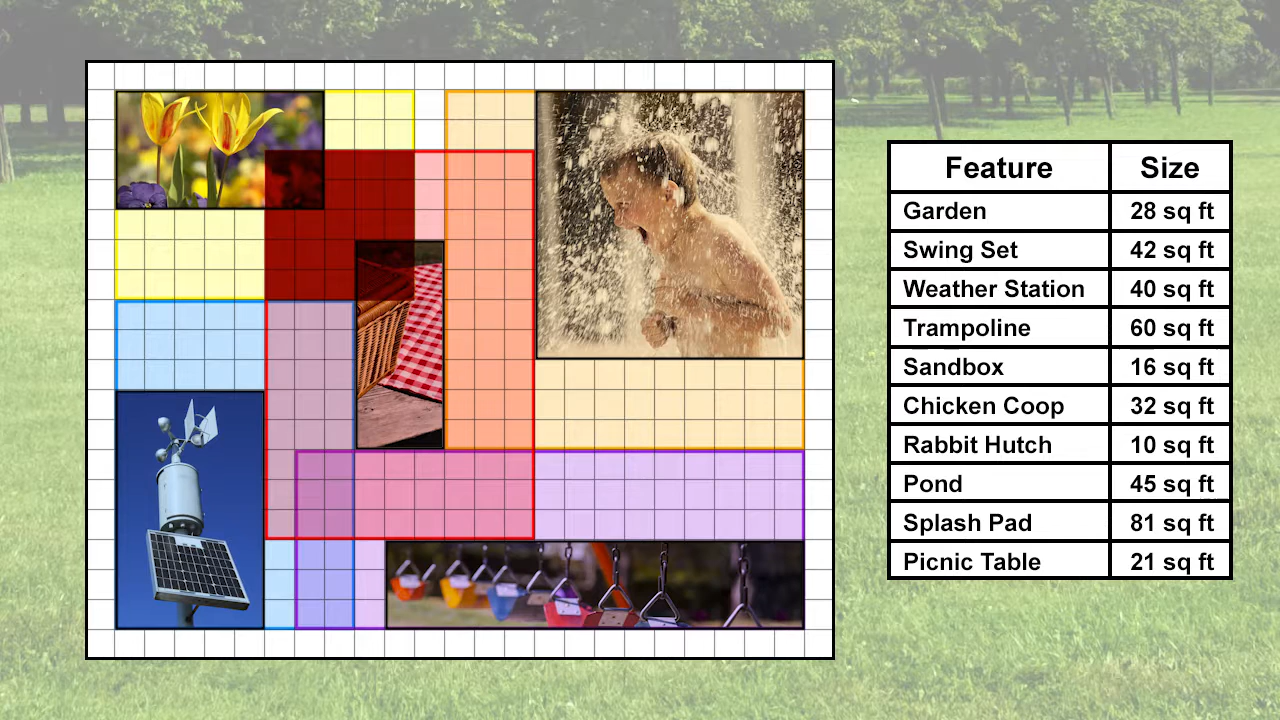 Feature Size
Garden 28 sq ft
Swing Set 42 sq ft
Weather Station 40 sq ft
Trampoline 60 sq ft
Sandbox 16 sq ft
Chicken Coop 32 sq ft
Rabbit Hutch 10 sq ft
Pond 45 sq ft
Splash Pad 81 sq ft
Picnic Table 21 sq ft